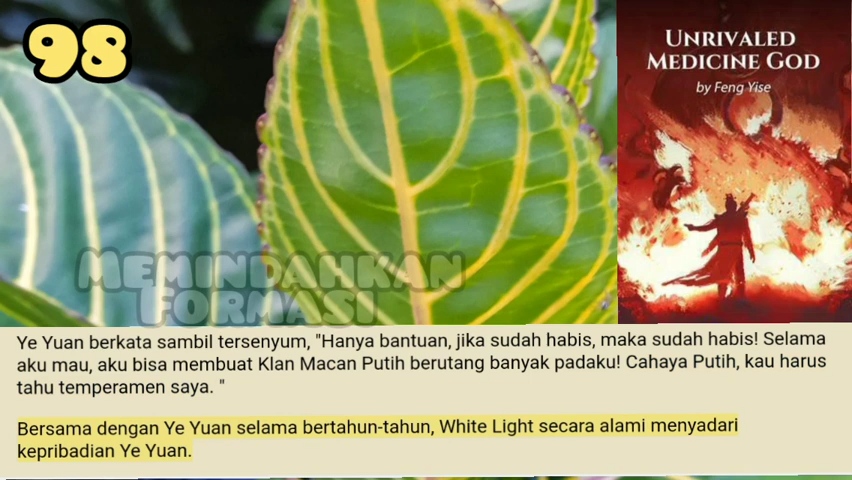 98
UNRIVALED
MEDICINE GOD
by Feng Yise
MEMINDAHKAN
FORMASI
Ye Yuan berkata sambil tersenyum, "Hanya bantuan, jika sudah habis, maka sudah habis! Selama
aku mau, aku bisa membuat Klan Macan Putih berutang banyak padaku! Cahaya Putih, kau harus
tahu temperamen saya. "
Bersama dengan Ye Yuan selama bertahun-tahun, White Light secara alami menyadari
kepribadian Ye Yuan.